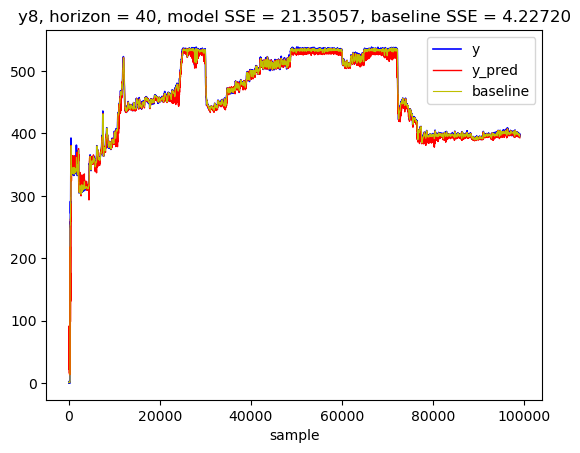 y8, horizon = 40, model SSE = 21.35057, baseline SSE = 4.22720
y
y_pred
baseline
500
400
300
200
100
0
0 20000 40000 60000 80000 100000
sample